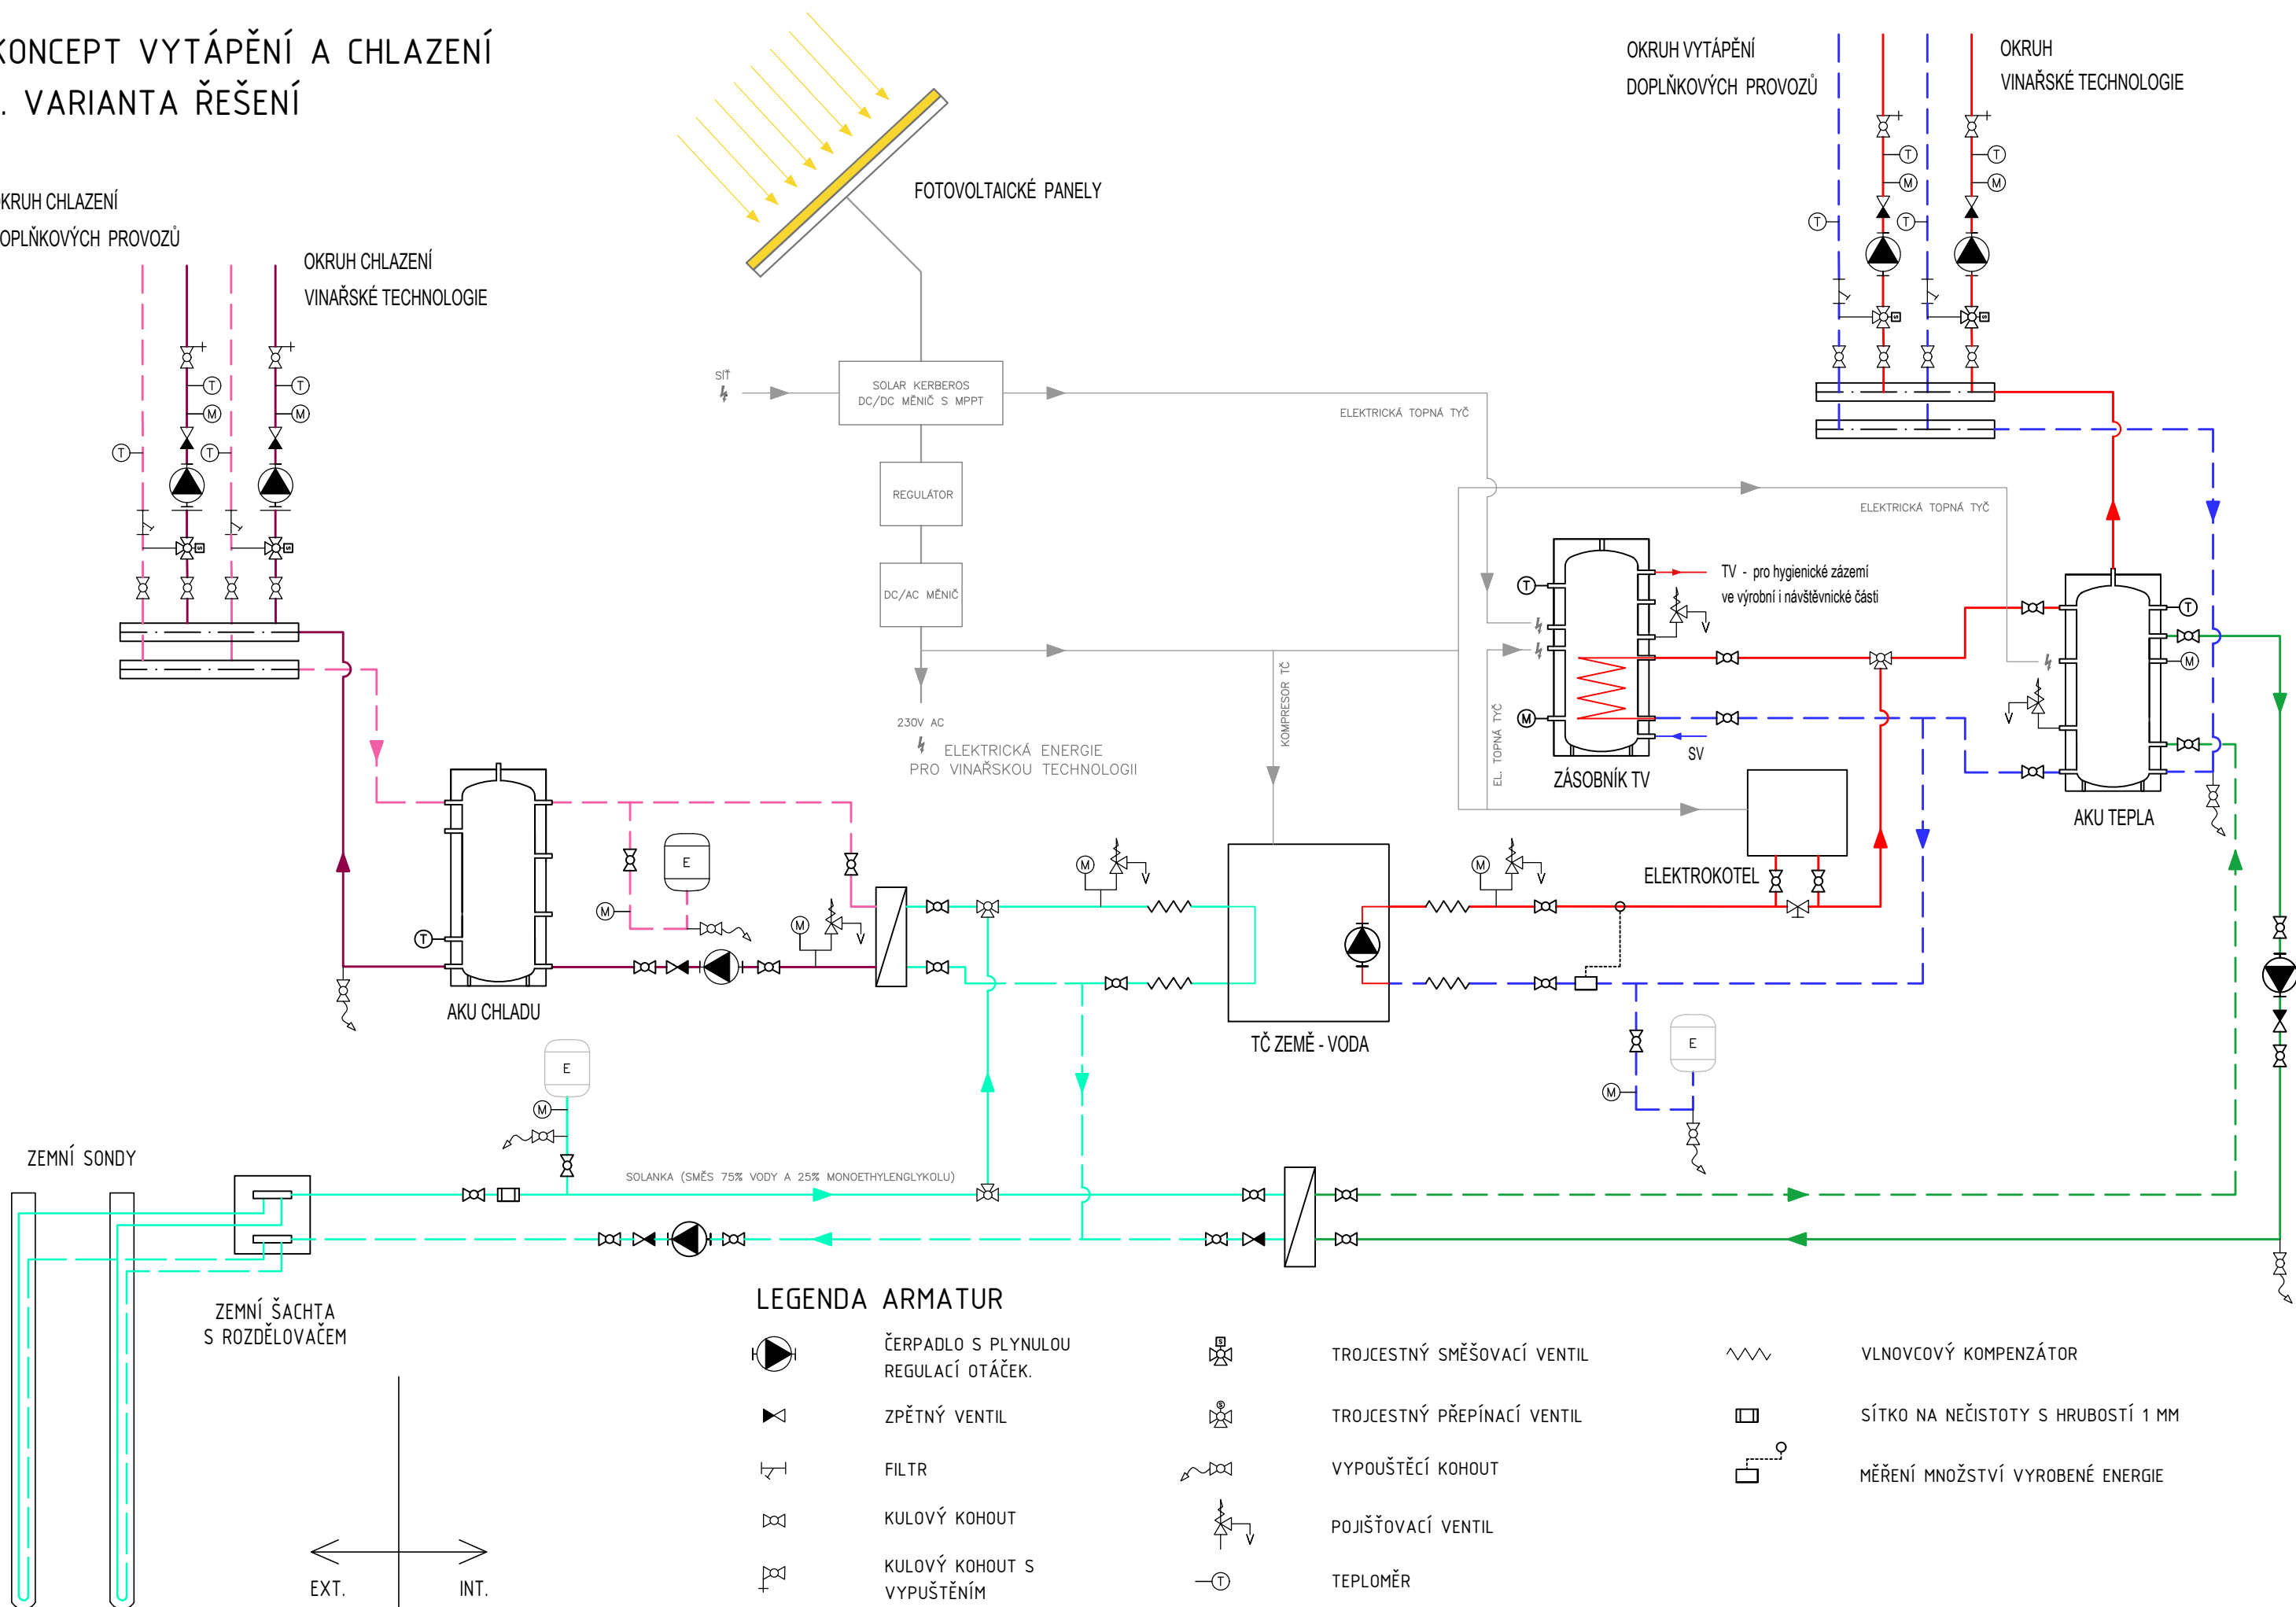 KONCEPT VYTÁPĚNÍ A CHLAZENÍ
. VARIANTA ŘEŠENÍ
OKRUH VYTÁPĚNÍ
DOPLŇKOVÝCH PROVOZŮ
OKRUH
VINAŘSKÉ TECHNOLOGIE
FOTOVOLTAICKÉ PANELY
OKRUH CHLAZENÍ
DOPLŇKOVÝCH PROVOZŮ
OKRUH CHLAZENÍ
VINAŘSKÉ TECHNOLOGIE
T
M
T
M
T
T
S
S
T
M
T
M
T
T
S
S
SÍŤ
SOLAR KERBEROS
DC/DC MĚNIČ S MPPT
ELEKTRICKÁ TOPNÁ TYČ
REGULÁTOR
ELEKTRICKÁ TOPNÁ TYČ
DC/AC MĚNIČ
230V AC
ELEKTRICKÁ ENERGIE
PRO VINAŘSKOU TECHNOLOGII
KOMPRESOR TČ
EL. TOPNÁ TYČ
T
M
TV - pro hygienické zázemí
ve výrobní i návštěvnické části
SV
ZÁSOBNÍK TV
T
M
AKU TEPLA
ELEKTROKOTEL
T
AKU CHLADU
E
M
M
M
M
TČ ZEMĚ - VODA
E
M
E
M
ZEMNÍ SONDY
SOLANKA (SMĚS 75% VODY A 25% MONOETHYLENGLYKOLU)
ZEMNÍ ŠACHTA
S ROZDĚLOVAČEM
EXT.
INT.
LEGENDA ARMATUR
ČERPADLO S PLYNULOU
REGULACÍ OTÁČEK.
ZPĚTNÝ VENTIL
FILTR
KULOVÝ KOHOUT
KULOVÝ KOHOUT S
VYPUŠTĚNÍM
S
TROJCESTNÝ SMĚŠOVACÍ VENTIL
S
TROJCESTNÝ PŘEPÍNACÍ VENTIL
VYPOUŠTĚCÍ KOHOUT
POJIŠŤOVACÍ VENTIL
T
TEPLOMĚR
VLNOVCOVÝ KOMPENZÁTOR
SÍTKO NA NEČISTOTY S HRUBOSTÍ 1 MM
MĚŘENÍ MNOŽSTVÍ VYROBENÉ ENERGIE